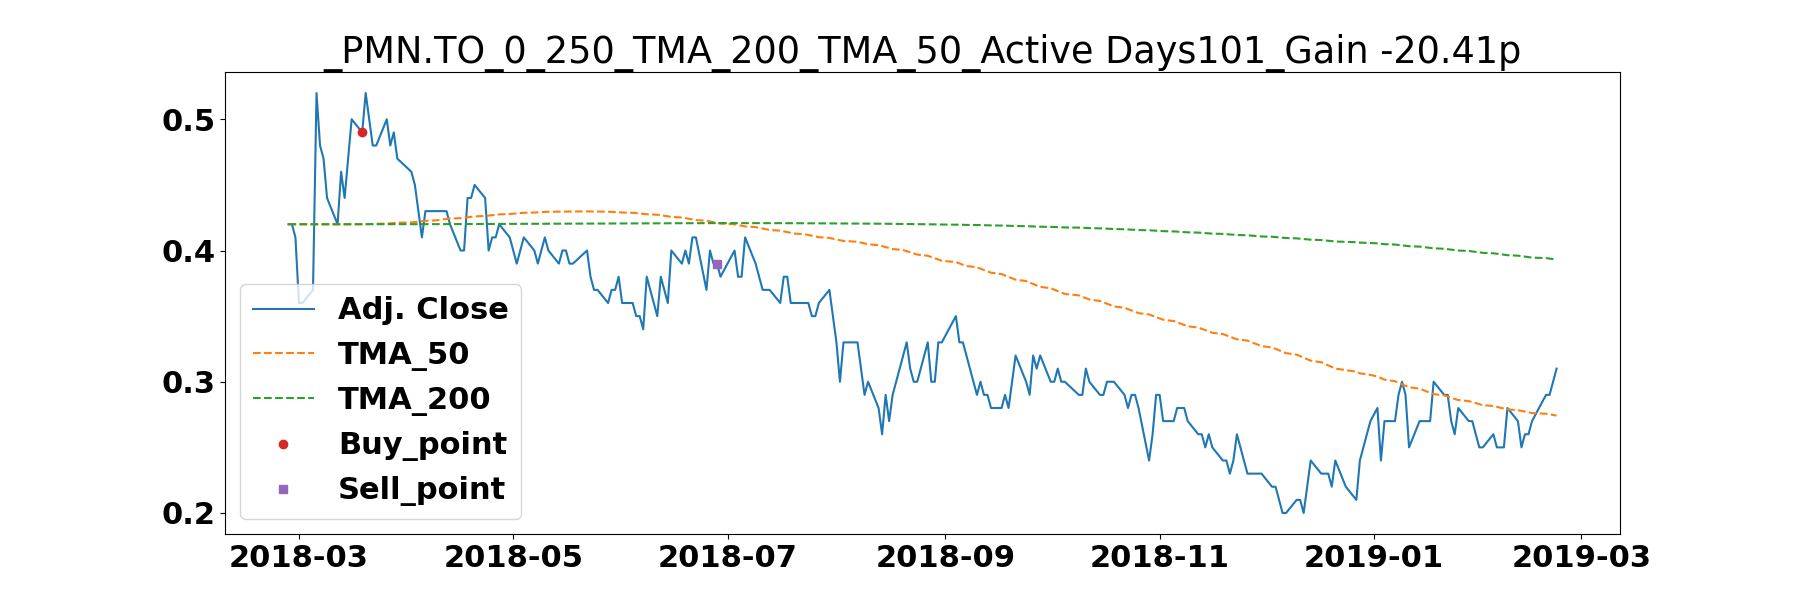 _PMN.TO_0_250_TMA_200_TMA_50_Active Days101_Gain -20.41p
0.5
0.4
0.3
0.2
Adj. Close
TMA_50
TMA_200
Buy_point
Sell_point
2018-03 2018-05 2018-07 2018-09 2018-11 2019-01 2019-03